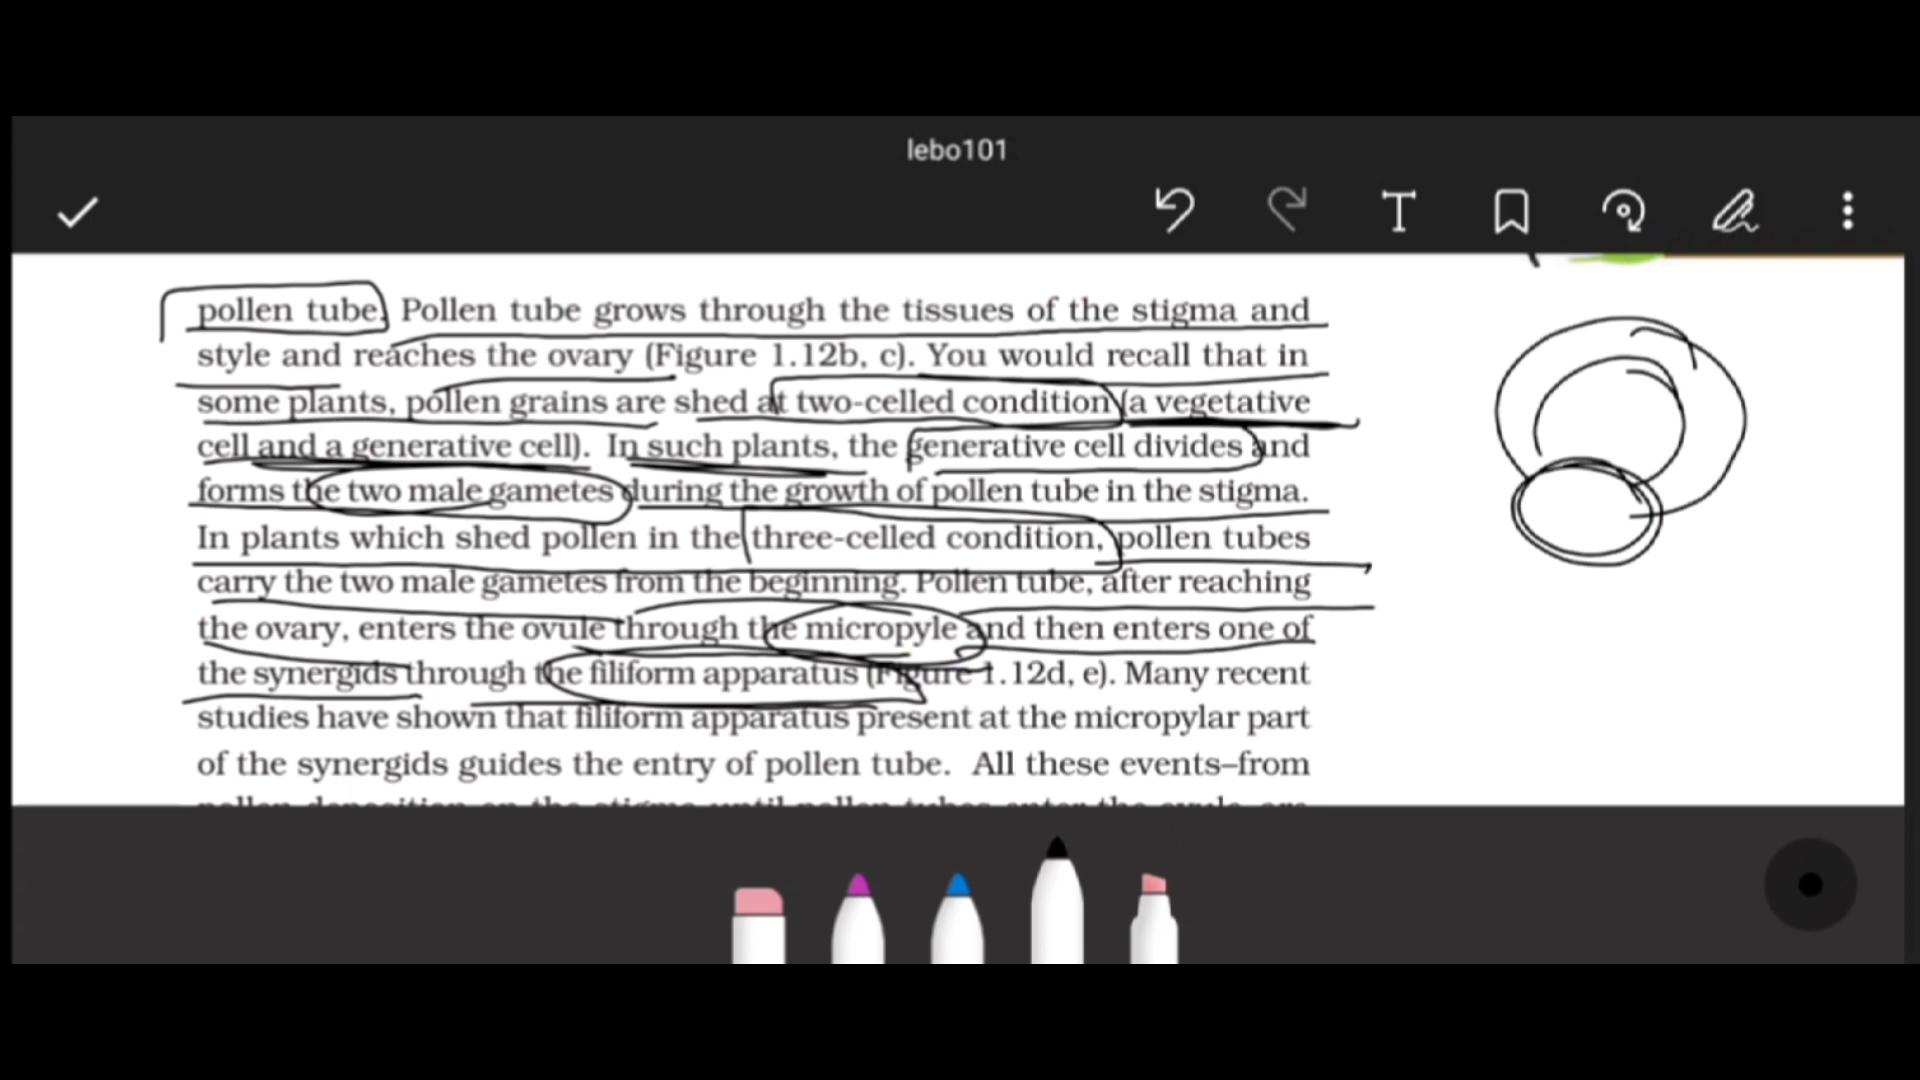 lebo101
T
pollen tube. Pollen tube grows through the tissues of the stigma and
style and reaches the ovary (Figure 1.12b, c). You would recall that in
some plants, pollen grains are shed at two-celled condition (a vegetative
cell and a generative cell). In such plants, the generative cell divides and
forms the two male gametes during the growth of pollen tube in the stigma.
In plants which shed pollen in the three-celled condition, pollen tubes
carry the two male gametes from the beginning. Pollen tube, after reaching
the ovary, enters the ovule through the micropyle and then enters one of
the synergids through the filiform apparatus (Figure 1.12d, e). Many recent
studies have shown that filiform apparatus present at the micropylar part
of the synergids guides the entry of pollen tube. All these events–from